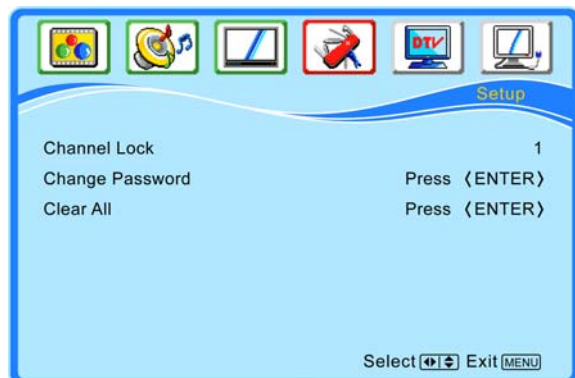 DTV
Setup
Channel Lock 1
Change Password Press 〈ENTER〉
Clear All Press 〈ENTER〉
Select Exit MENU